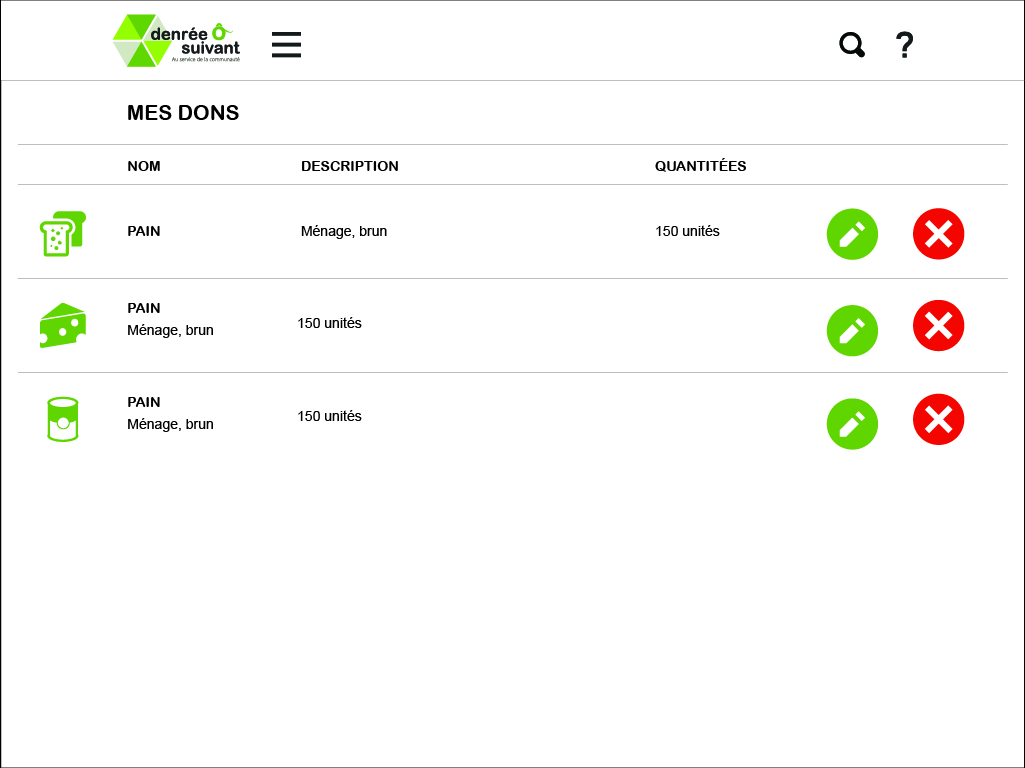 denrée Ô
suivant
Au service de la communauté
?
MES DONS
NOM DESCRIPTION QUANTITÉES
PAIN Ménage, brun 150 unités
PAIN
Ménage, brun 150 unités
PAIN
Ménage, brun 150 unités